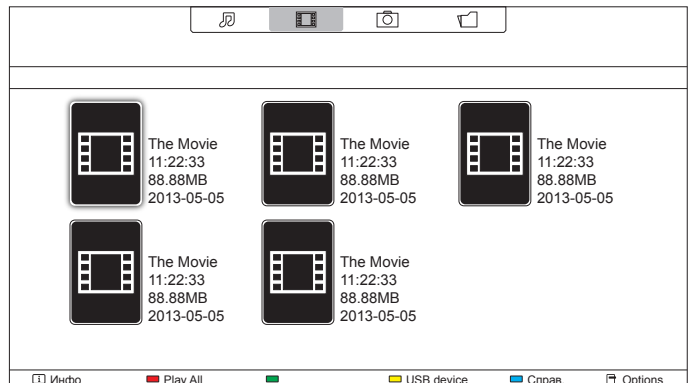 The Movie
11:22:33
88.88MB
2013-05-05
The Movie
11:22:33
88.88MB
2013-05-05
The Movie
11:22:33
88.88MB
2013-05-05
The Movie
11:22:33
88.88MB
2013-05-05
The Movie
11:22:33
88.88MB
2013-05-05
i Инфо Play All USB device Справ. Options